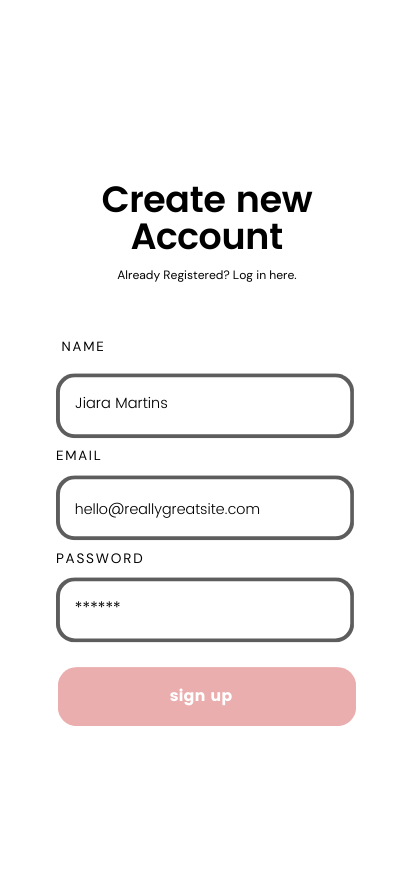 Create new
Account
Already Registered? Log in here.
NAME
Jiara Martins
EMAIL
hello@reallygreatsite.com
PASSWORD
******
sign up